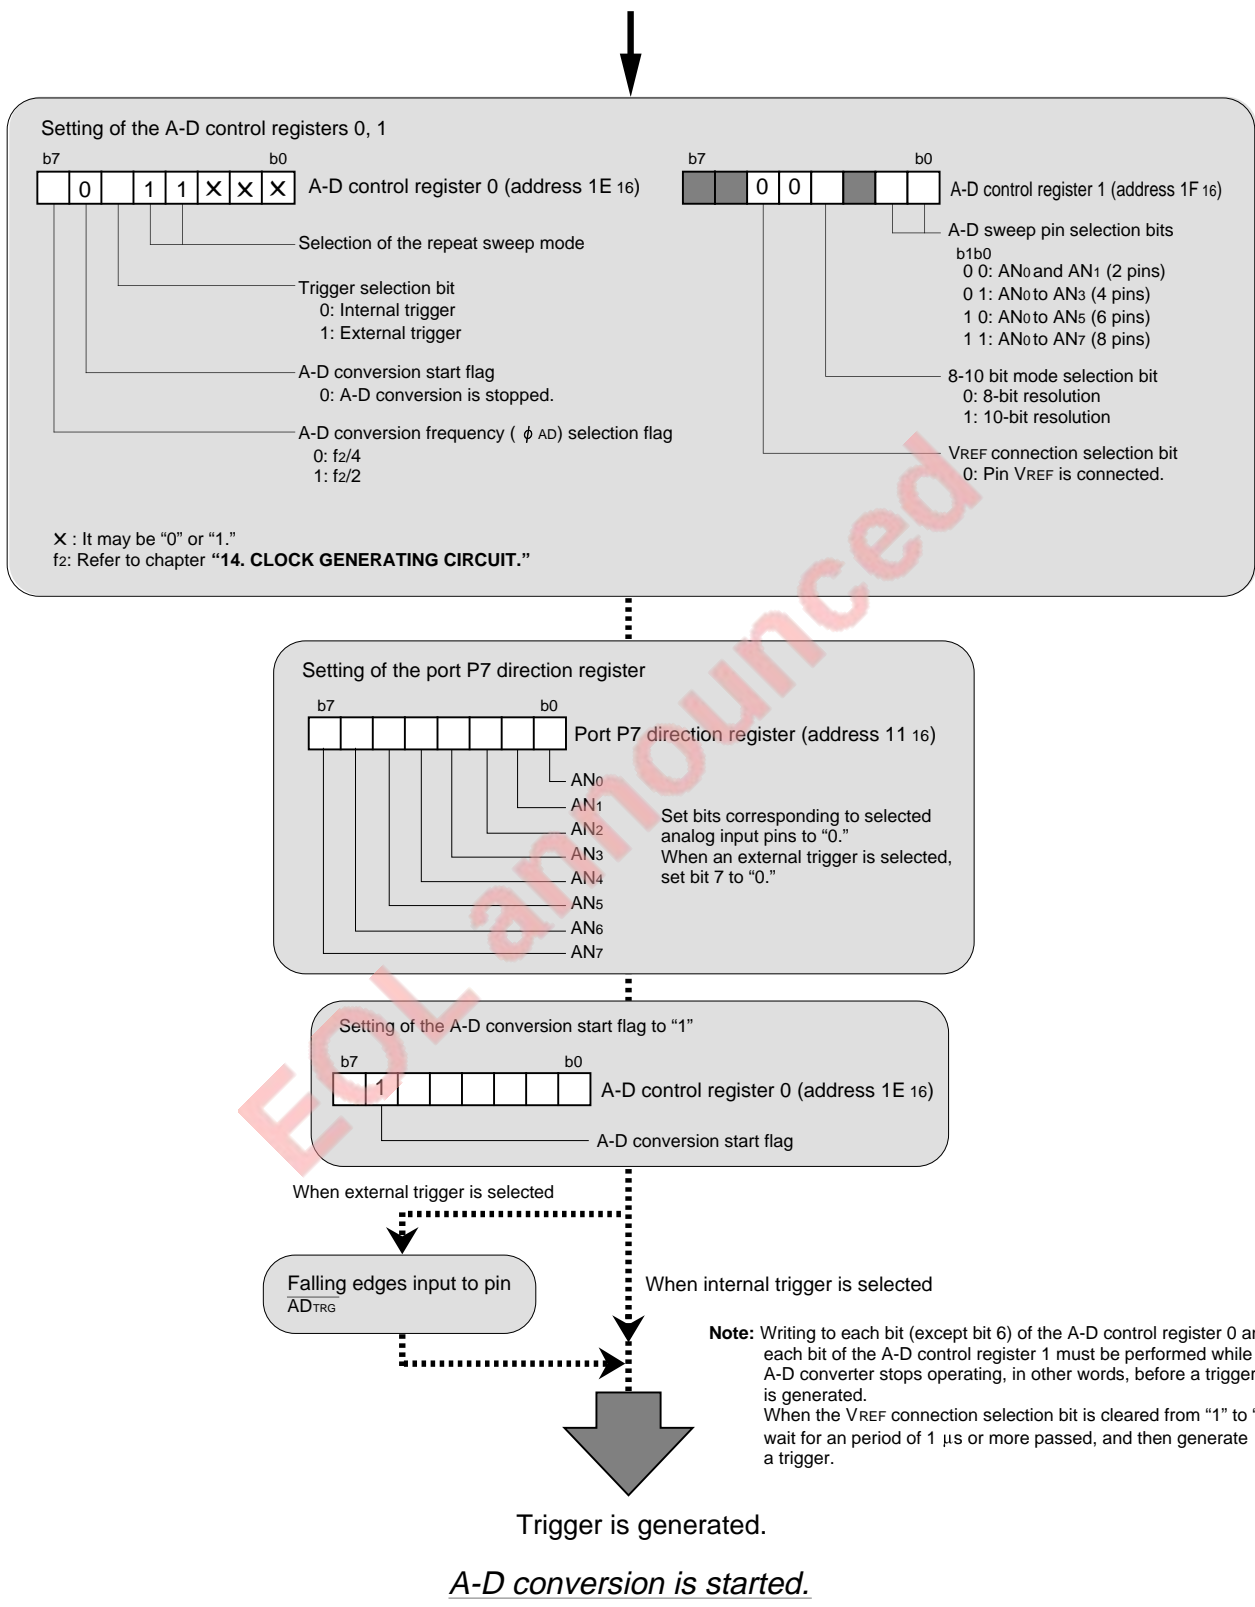 Setting of the A-D control registers 0, 1
b7 b0
0 1 1 × × × A-D control register 0 (address 1E 16)
Selection of the repeat sweep mode
Trigger selection bit
0: Internal trigger
1: External trigger
A-D conversion start flag
0: A-D conversion is stopped.
A-D conversion frequency ( ϕ AD) selection flag
0: f2/4
1: f2/2
b7 b0
0 0 A-D control register 1 (address 1F 16)
A-D sweep pin selection bits
b1b0
0 0: AN0 and AN1 (2 pins)
0 1: AN0 to AN3 (4 pins)
1 0: AN0 to AN5 (6 pins)
1 1: AN0 to AN7 (8 pins)
8-10 bit mode selection bit
0: 8-bit resolution
1: 10-bit resolution
VREF connection selection bit
0: Pin VREF is connected.
× : It may be “0” or “1.”
f2: Refer to chapter “14. CLOCK GENERATING CIRCUIT.”
Setting of the port P7 direction register
b7 b0
Port P7 direction register (address 11 16)
AN0
AN1
AN2
AN3
AN4
AN5
AN6
AN7
Set bits corresponding to selected
analog input pins to “0.”
When an external trigger is selected,
set bit 7 to “0.”
Setting of the A-D conversion start flag to “1”
b7 b0
1 A-D control register 0 (address 1E 16)
A-D conversion start flag
When external trigger is selected
Falling edges input to pin
ADTRG
When internal trigger is selected
Note: Writing to each bit (except bit 6) of the A-D control register 0
each bit of the A-D control register 1 must be performed while
A-D converter stops operating, in other words, before a trigger
is generated.
When the VREF connection selection bit is cleared from “1” to
wait for an period of 1 µs or more passed, and then generate
a trigger.
Trigger is generated.
A-D conversion is started.
EOL announced